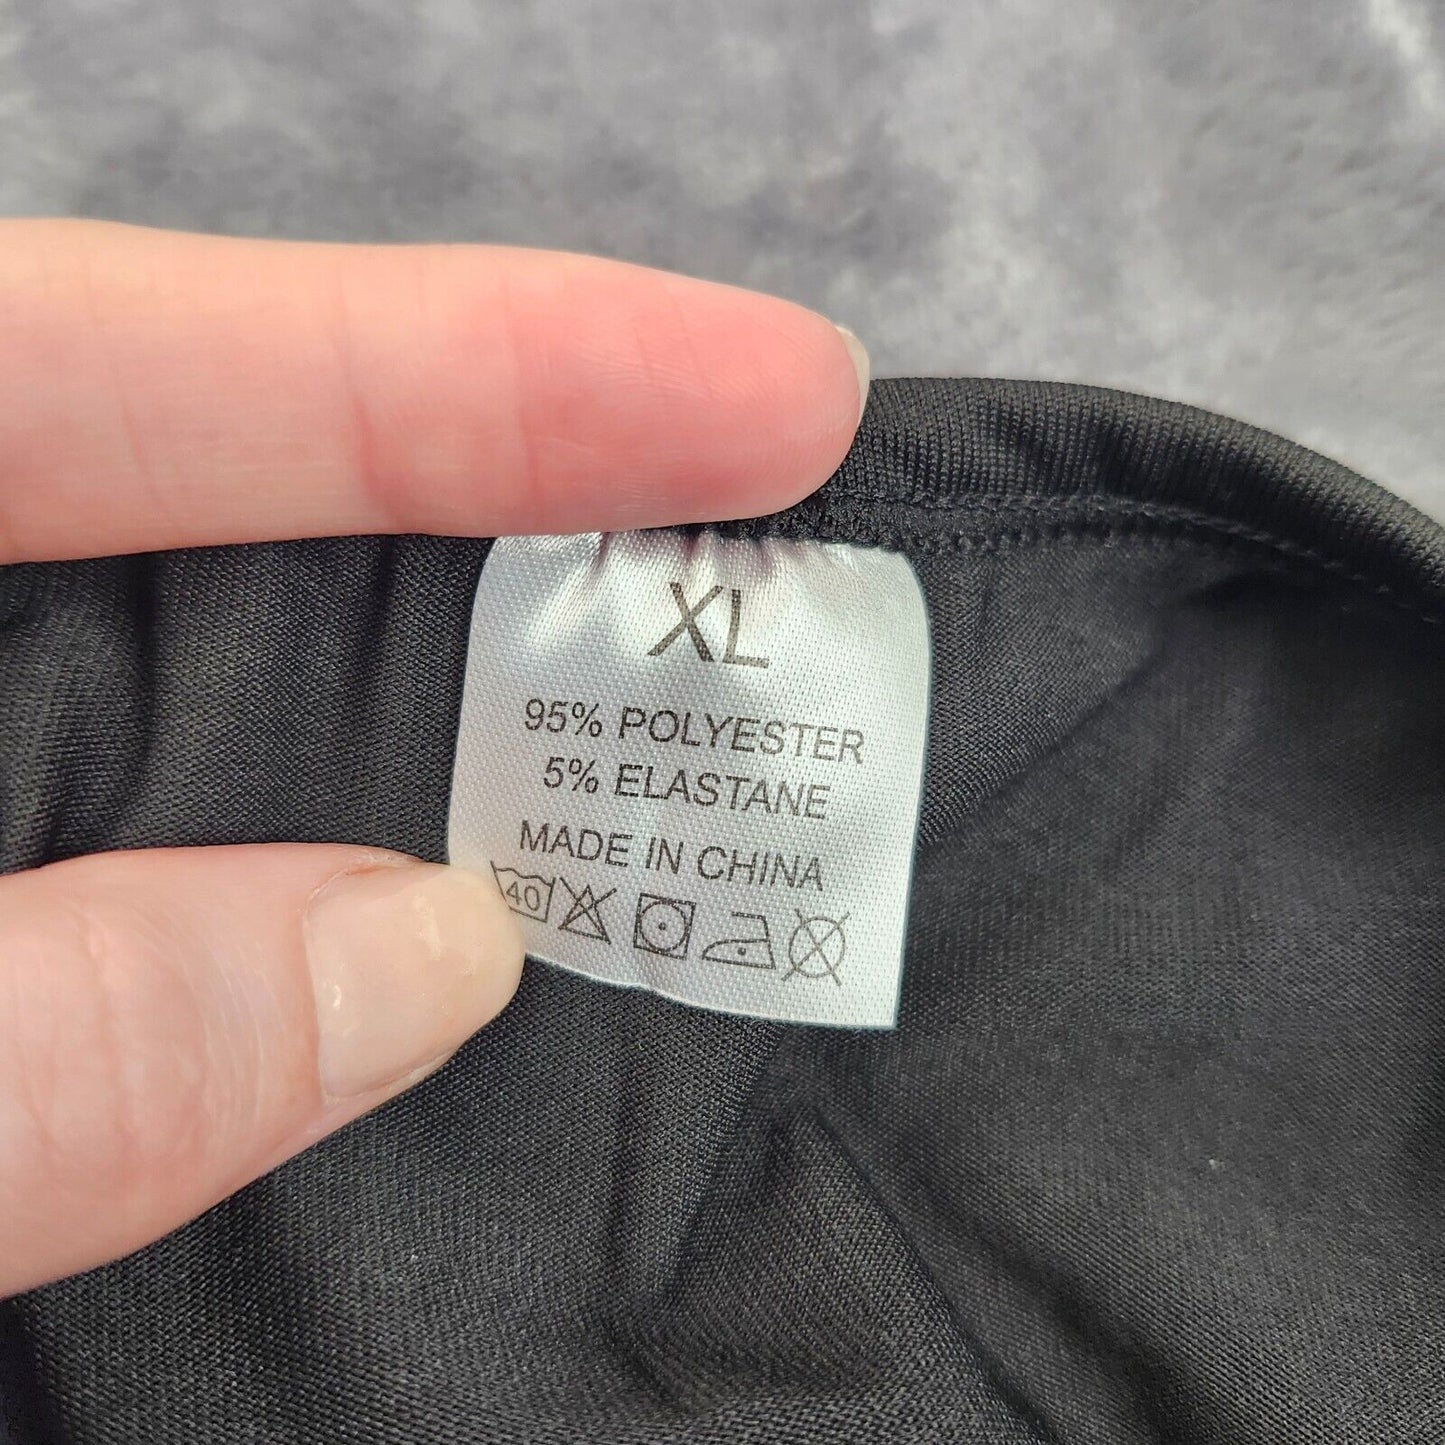 XL
95% POLYESTER
5% ELASTANE
MADE IN CHINA
40